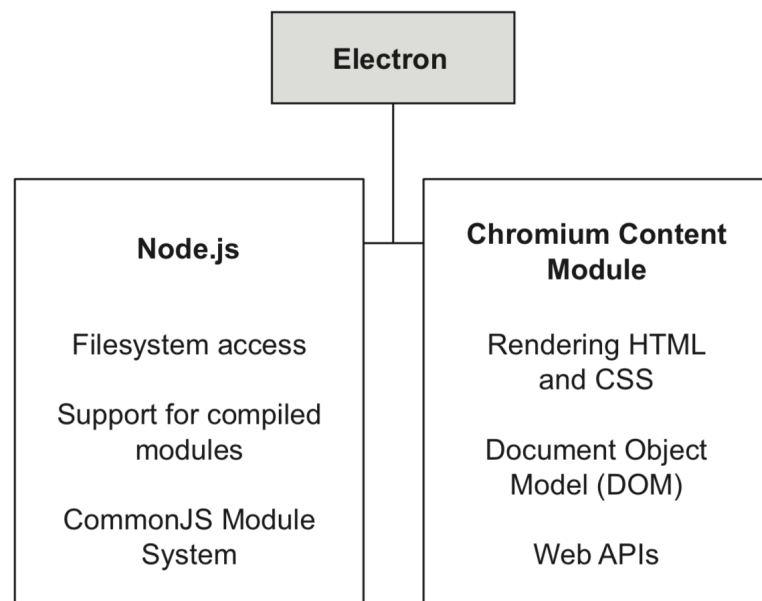 Electron
Node.js
Filesystem access
Support for compiled
modules
CommonJS Module
System
Chromium Content
Module
Rendering HTML
and CSS
Document Object
Model (DOM)
Web APIs